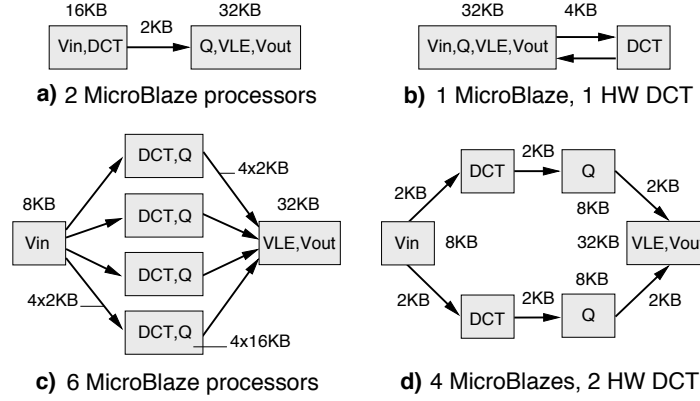 16KB
2KB
32KB
Vin,DCT
Q,VLE,Vout
a) 2 MicroBlaze processors
32KB
4KB
Vin,Q,VLE,Vout
DCT
b) 1 MicroBlaze, 1 HW DCT
DCT,Q
4x2KB
8KB
DCT,Q
32KB
Vin
VLE,Vout
DCT,Q
4x2KB
DCT,Q
4x16KB
c) 6 MicroBlaze processors
2KB
DCT
Q
2KB
2KB
8KB
Vin
8KB
32KB
VLE,Vou
8KB
2KB
2KB
2KB
DCT
Q
d) 4 MicroBlazes, 2 HW DCT